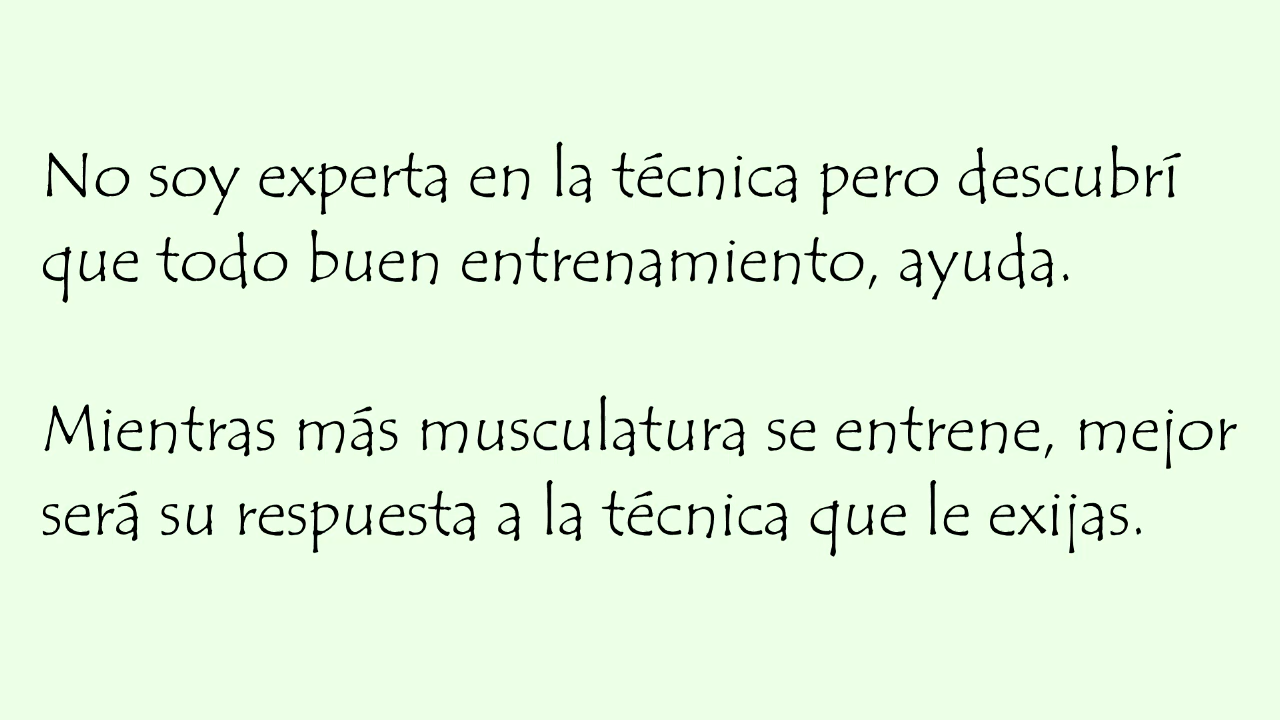 No soy experta en la técnica pero descubrí
que todo buen entrenamiento, ayuda.
Mientras más musculatura se entrene, mejor
será su respuesta a la técnica que le exijas.